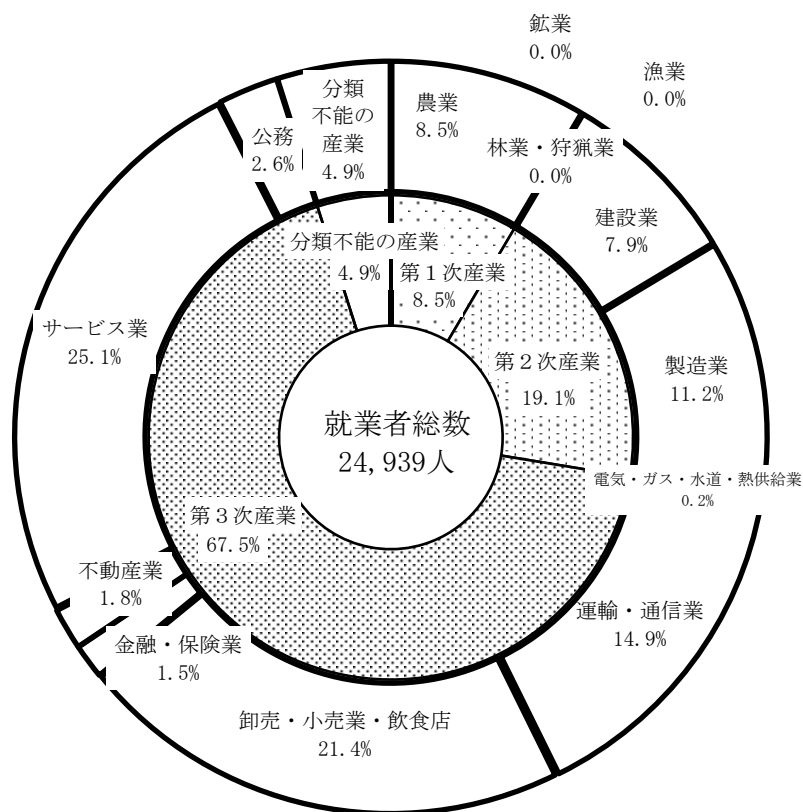 鉱業
0.0%
漁業
0.0%
農業
8.5%
林業・狩猟業
0.0%
建設業
7.9%
製造業
11.2%
電気・ガス・水道・熱供給業
0.2%
運輸・通信業
14.9%
卸売・小売業・飲食店
21.4%
金融・保険業
1.5%
不動産業
1.8%
サービス業
25.1%
公務
2.6%
分類
不能の
産業
4.9%
分類不能の産業
4.9%
第1次産業
8.5%
第2次産業
19.1%
第3次産業
67.5%
就業者総数
24,939人